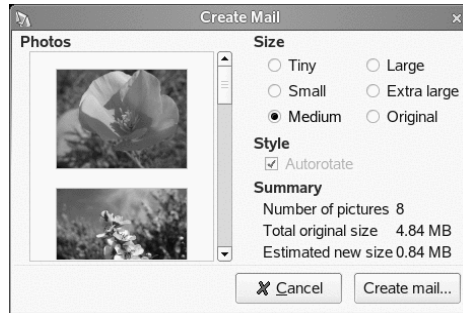 Create Mail
Photos
Size
Tiny
Large
Small
Extra large
Medium
Original
Style
Autorotate
Summary
Number of pictures 8
Total original size 4.84 MB
Estimated new size 0.84 MB
Cancel
Create mail...